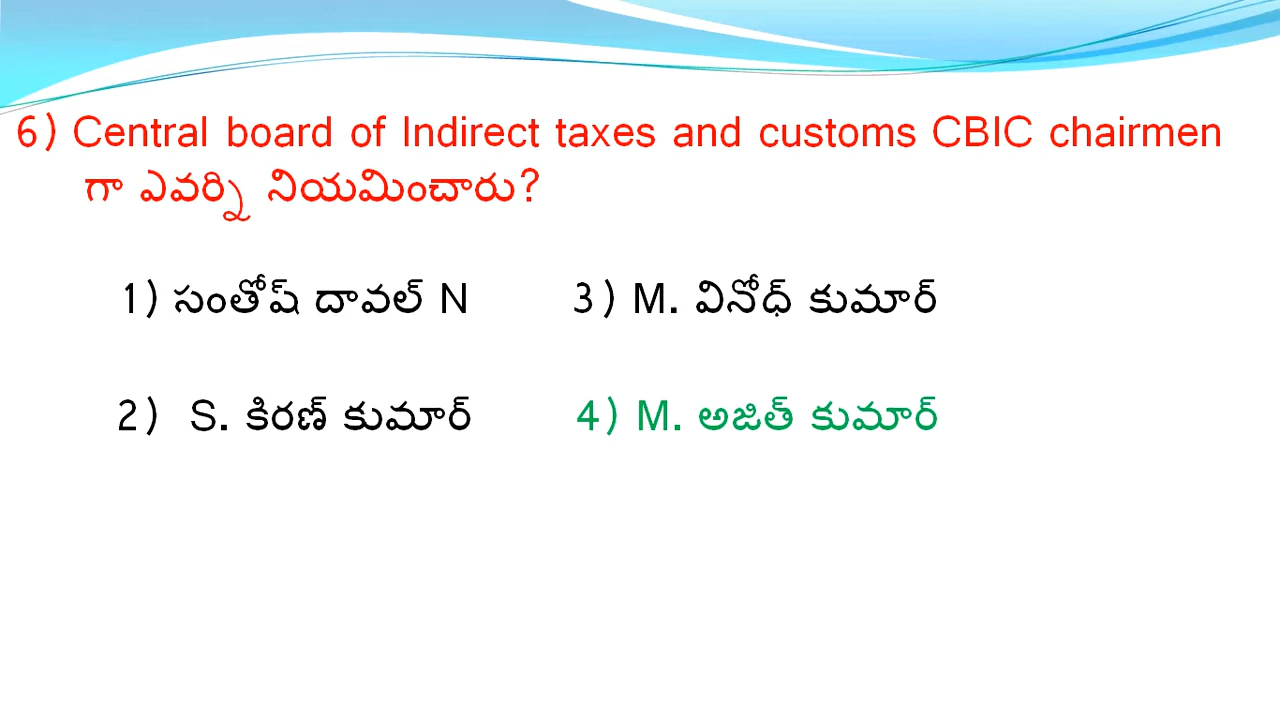 6) Central board of Indirect taxes and customs CBIC chairmen
గా ఎవర్ని నియమించారు?
1) సంతోష్ దావల్ N 3) M. వినోధ్ కుమార్
2) S. కిరణ్ కుమార్ 4) M. అజిత్ కుమార్